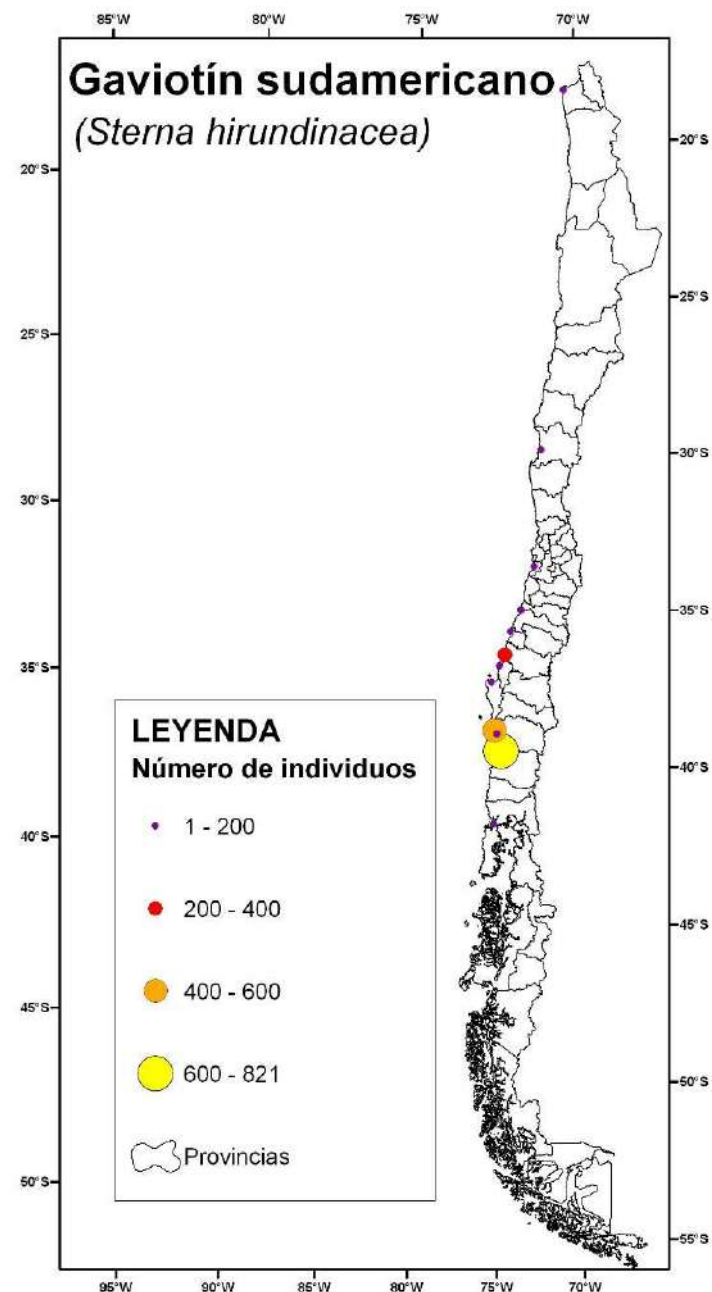 85°W 80°W 75°W 70°W
Gaviotín sudamericano
(Sterna hirundinacea)
20°S
25°S
30°S
35°S
40°S
45°S
50°S
20°S
25°S
30°S
35°S
40°S
45°S
50°S
55°S
LEYENDA
Número de individuos
1 - 200
200 - 400
400 - 600
600 - 821
Provincias
95°W 90°W 85°W 80°W 75°W 70°W